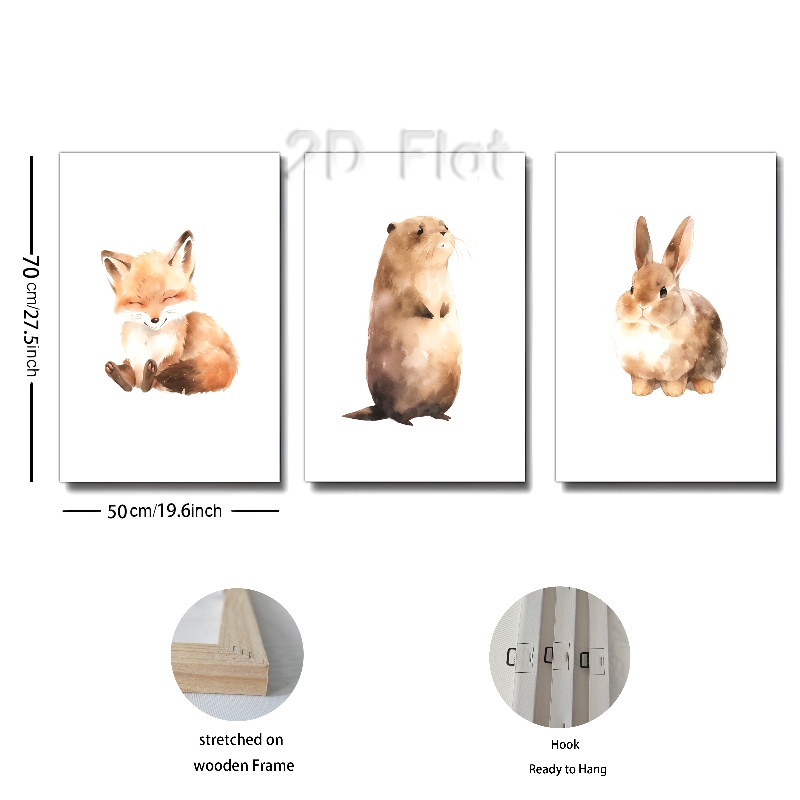 2D Flat
70 cm/27.5inch
50cm/19.6inch
stretched on
wooden Frame
Hook
Ready to Hang